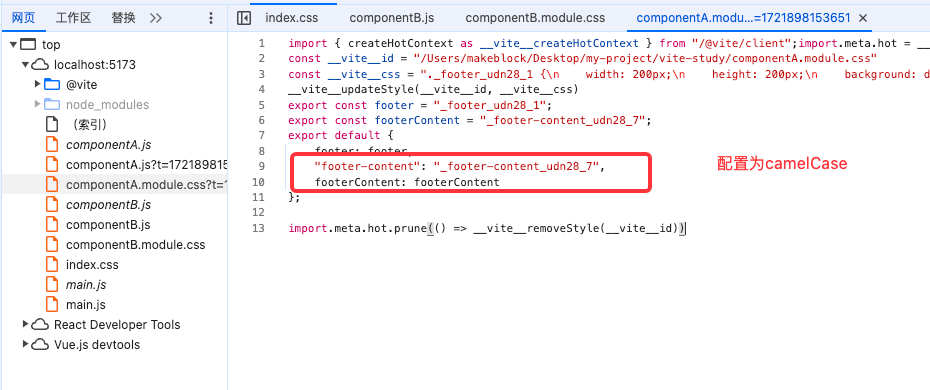 网页
工作区
替换
index.css
componentB.js
componentB.module.css
componentA.modu...=1721898153651
top
localhost:5173
@vite
node_modules
（索引）
componentA.js
componentA.js?t=17218981
componentA.module.css?t=1
componentB.js
componentB.js
componentB.module.css
index.css
main.js
main.js
React Developer Tools
Vue.js devtools
1 import { createHotContext as __vite__createHotContext } from "/@vite/client";import.meta.hot = __
2 const __vite__id = "/Users/makeblock/Desktop/my-project/vite-study/componentA.module.css"
3 const __vite__css = "._footer_udn28_1 {\n    width: 200px;\n    height: 200px;\n    background: d
4 __vite__updateStyle(__vite__id, __vite__css)
5 export const footer = "_footer_udn28_1";
6 export const footerContent = "_footer-content_udn28_7";
7 export default {
8     footer: footer,
9     "footer-content": "_footer-content_udn28_7",
10     footerContent: footerContent
11 };
12
13 import.meta.hot.prune(() => __vite__removeStyle(__vite__id))
配置为camelCase